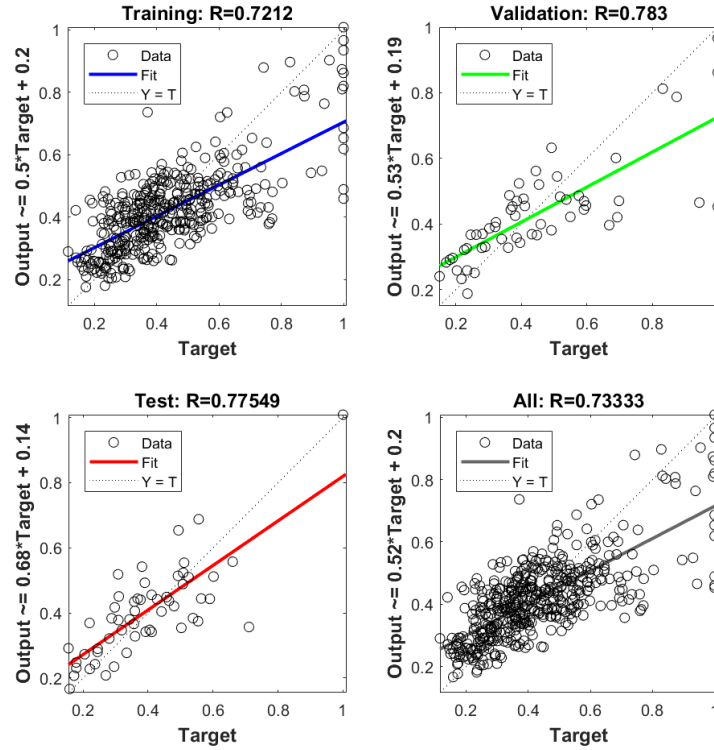 Training: R=0.7212
Output ~= 0.5*Target + 0.2
Data
Fit
Y = T
1
0.8
0.6
0.4
0.2
0.2
0.4
0.6
0.8
1
Target
Validation: R=0.783
Output ~= 0.53*Target + 0.19
Data
Fit
Y = T
1
0.8
0.6
0.4
0.2
0.2
0.4
0.6
0.8
Target
Test: R=0.77549
Output ~= 0.68*Target + 0.14
Data
Fit
Y = T
1
0.8
0.6
0.4
0.2
0.2
0.4
0.6
0.8
1
Target
All: R=0.73333
Output ~= 0.52*Target + 0.2
Data
Fit
Y = T
1
0.8
0.6
0.4
0.2
0.2
0.4
0.6
0.8
1
Target